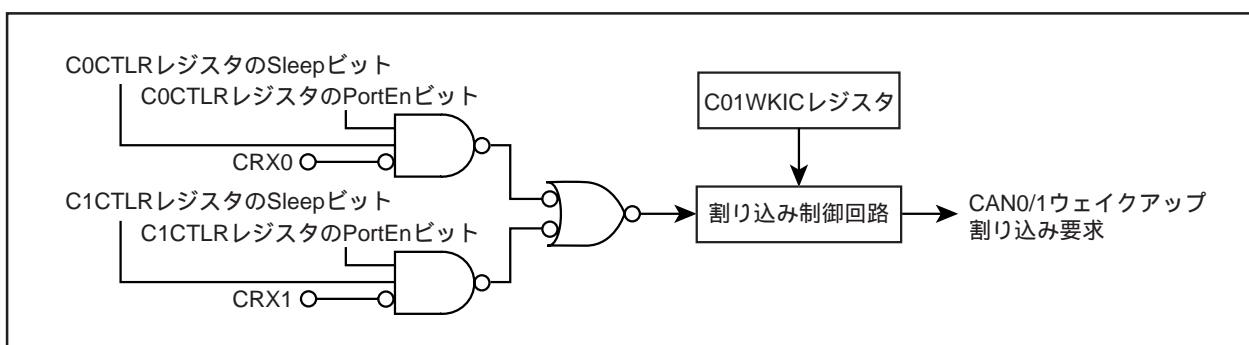 C0CTLRレジスタのSleepビット
C0CTLRレジスタのPortEnビット
CRX0
C1CTLRレジスタのSleepビット
C1CTLRレジスタのPortEnビット
CRX1
C01WKICレジスタ
割り込み制御回路
CAN0/1ウェイクアップ
割り込み要求